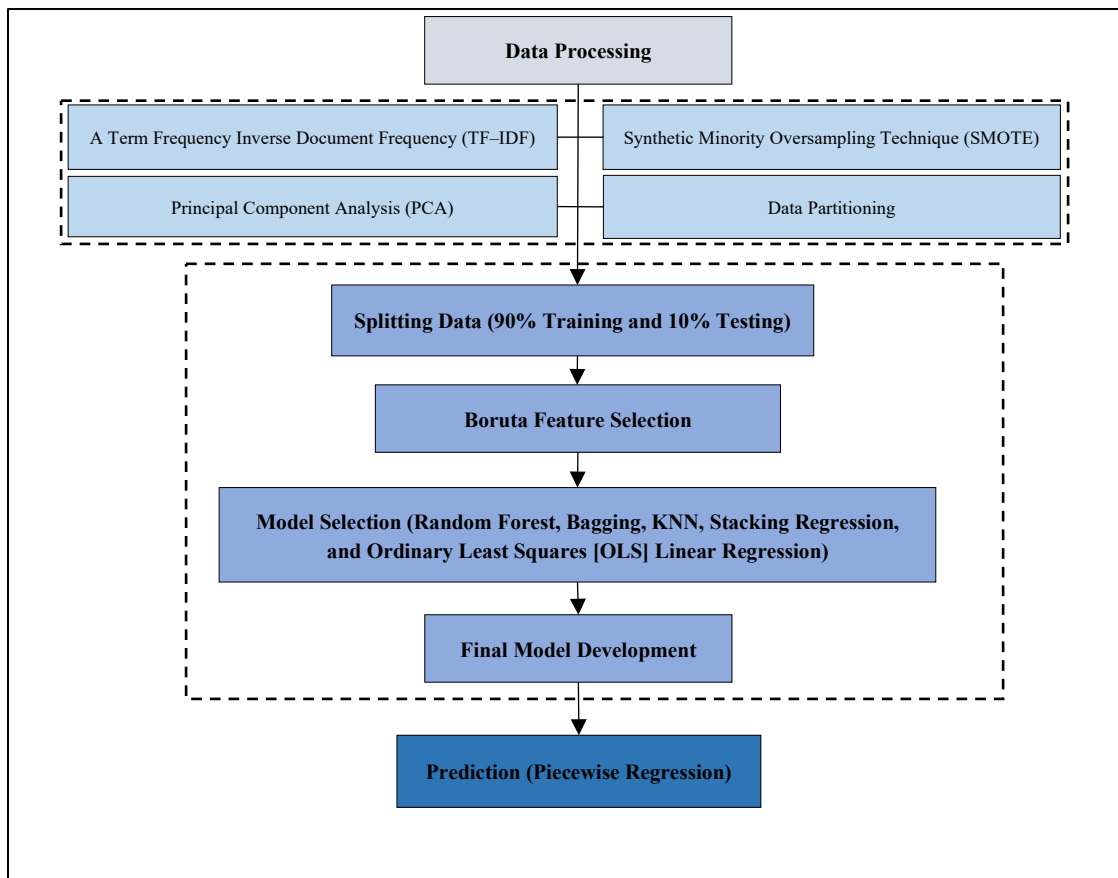 Data Processing
A Term Frequency Inverse Document Frequency (TF–IDF)
Synthetic Minority Oversampling Technique (SMOTE)
Principal Component Analysis (PCA)
Data Partitioning
Splitting Data (90% Training and 10% Testing)
Boruta Feature Selection
Model Selection (Random Forest, Bagging, KNN, Stacking Regression,
and Ordinary Least Squares [OLS] Linear Regression)
Final Model Development
Prediction (Piecewise Regression)